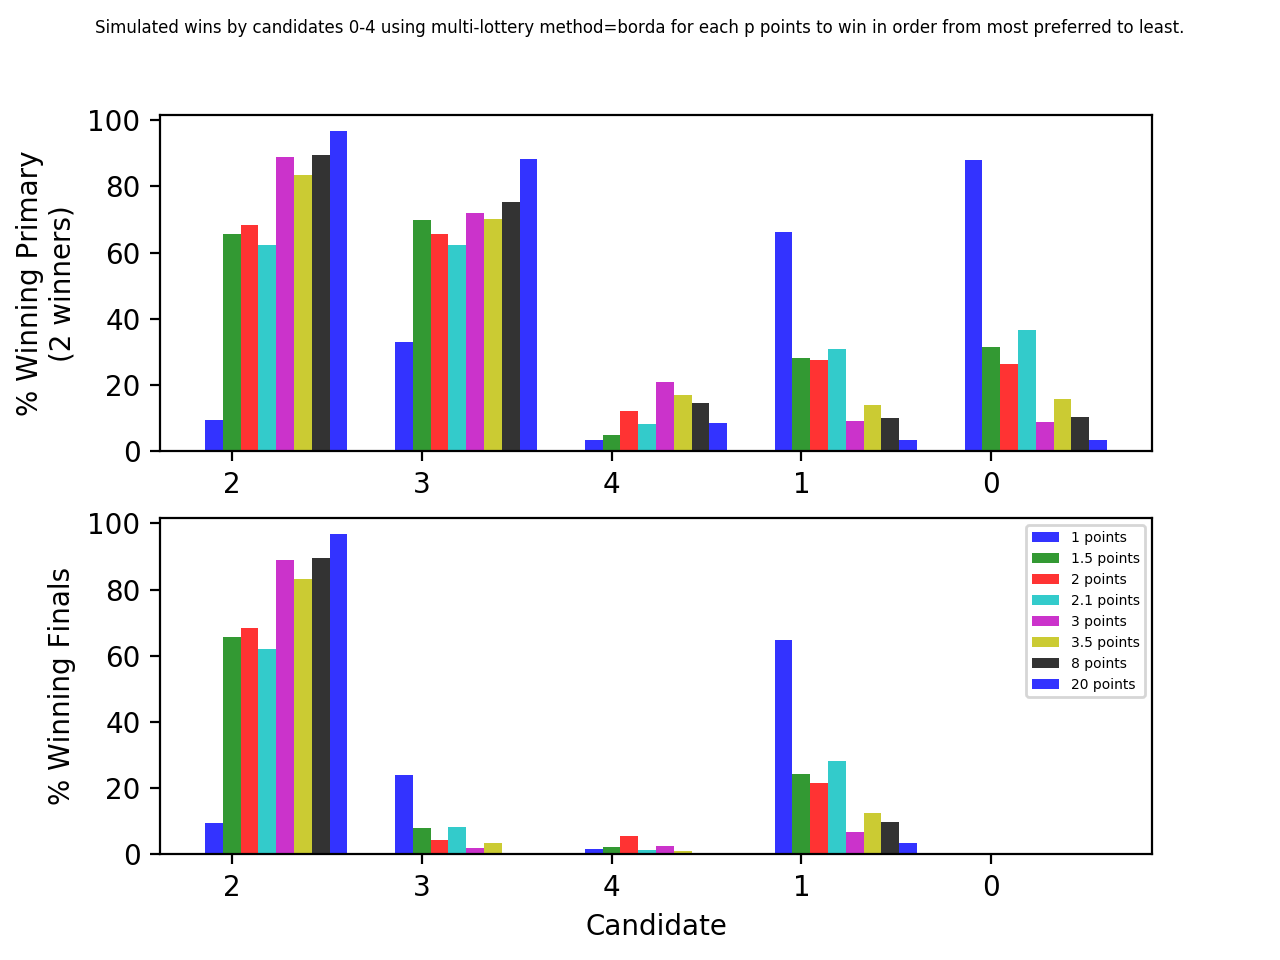 Simulated wins by candidates 0-4 using multi-lottery method=borda for each p points to win in order from most preferred to least.
% Winning Primary
(2 winners)
100
80
60
40
20
0
2 3 4 1 0
% Winning Finals
100
80
60
40
20
0
1 points
1.5 points
2 points
2.1 points
3 points
3.5 points
8 points
20 points
2 3 4 1 0
Candidate